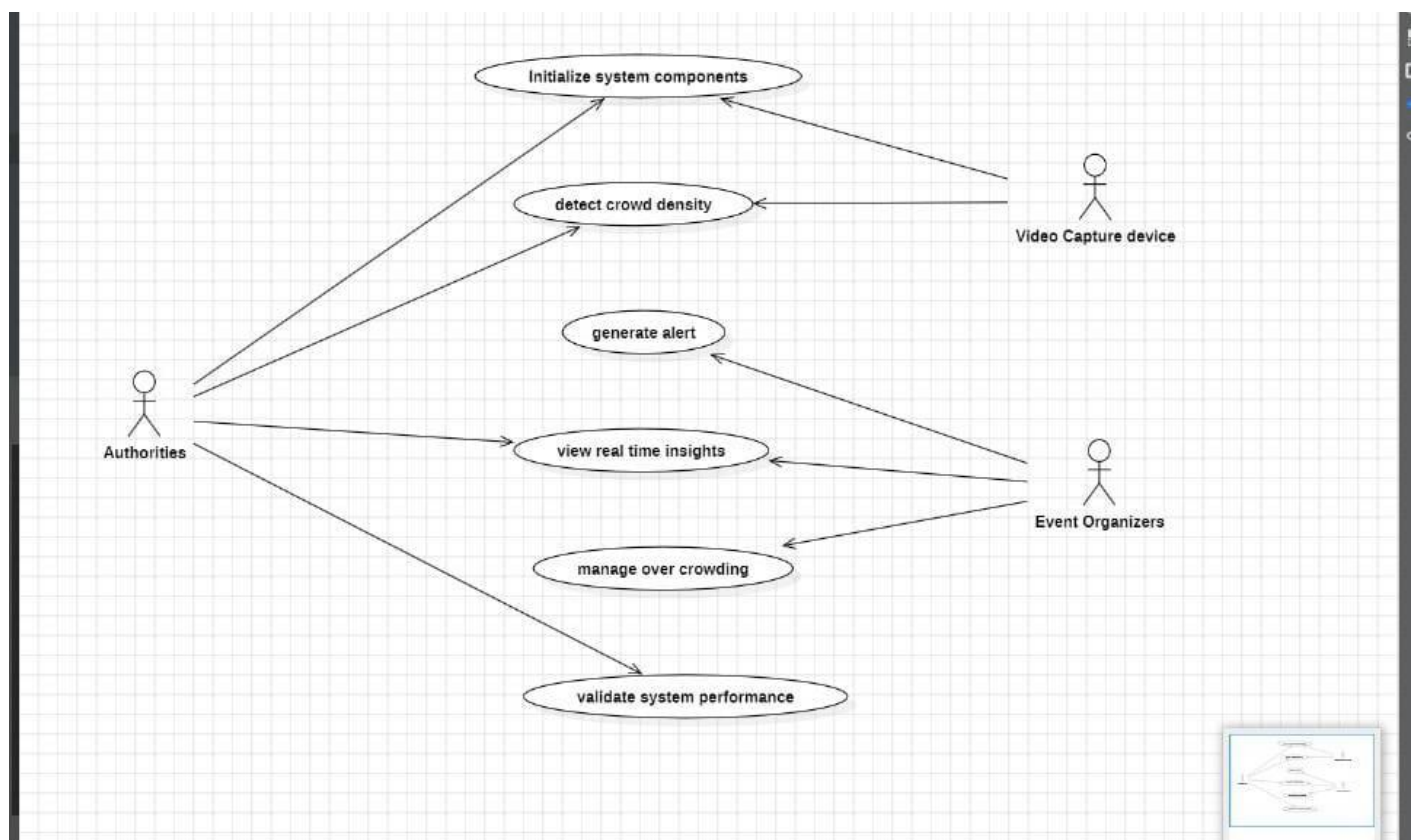 Initialize system components
detect crowd density
Video Capture device
generate alert
Authorities
view real time insights
Event Organizers
manage over crowding
validate system performance